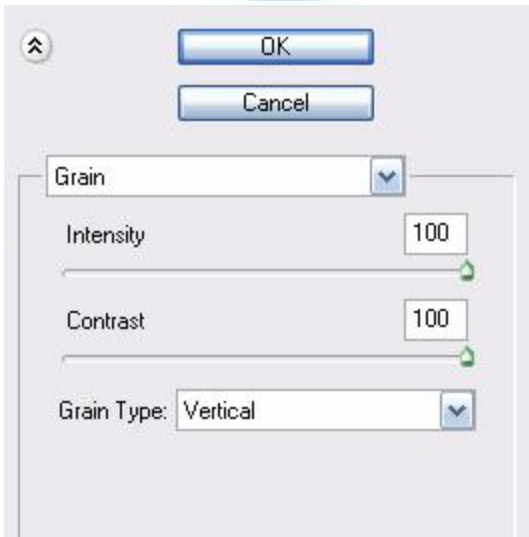 OK
Cancel
Grain
Intensity 100
Contrast 100
Grain Type: Vertical